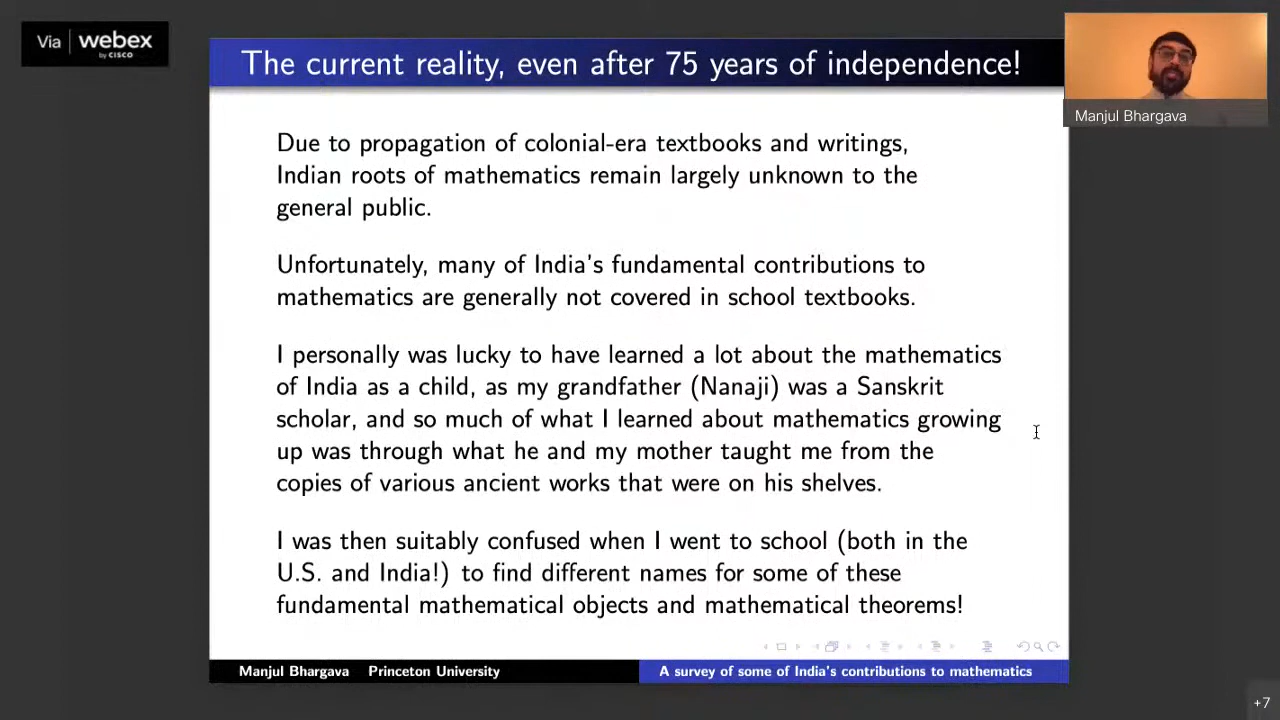 Via webex
by CISCO
The current reality, even after 75 years of independence!
Manjul Bhargava
Due to propagation of colonial-era textbooks and writings,
Indian roots of mathematics remain largely unknown to the
general public.
Unfortunately, many of India's fundamental contributions to
mathematics are generally not covered in school textbooks.
I personally was lucky to have learned a lot about the mathematics
of India as a child, as my grandfather (Nanaji) was a Sanskrit
scholar, and so much of what I learned about mathematics growing
up was through what he and my mother taught me from the
copies of various ancient works that were on his shelves.
I was then suitably confused when I went to school (both in the
U.S. and India!) to find different names for some of these
fundamental mathematical objects and mathematical theorems!
Manjul Bhargava Princeton University
A survey of some of India's contributions to mathematics
+7